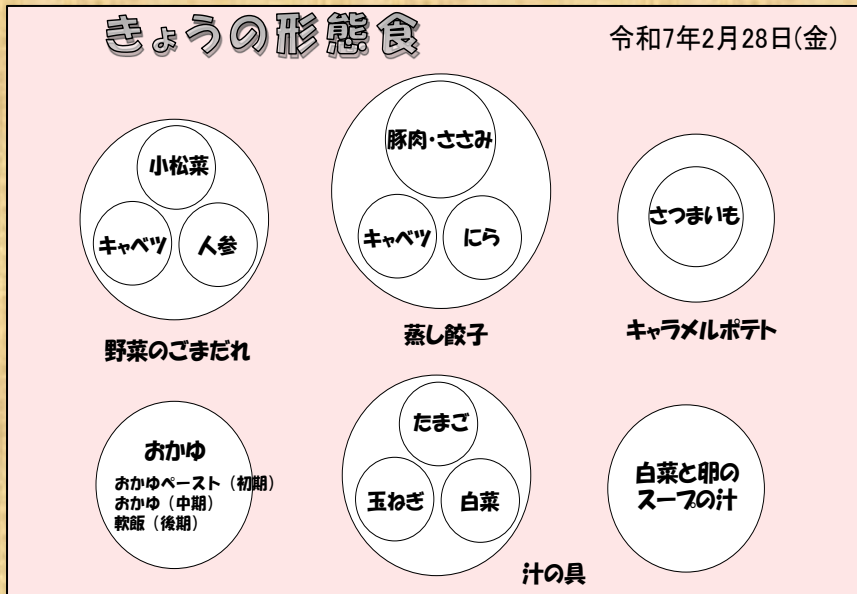 きょうの形態食
令和7年2月28日(金)
小松菜
キャベツ
人参
野菜のごまだれ
豚肉・ささみ
キャベツ
にら
蒸し餃子
さつまいも
キャラメルポテト
おかゆ
おかゆペースト（初期）
おかゆ（中期）
軟飯（後期）
たまご
玉ねぎ
白菜
汁の具
白菜と卵の
スープの汁